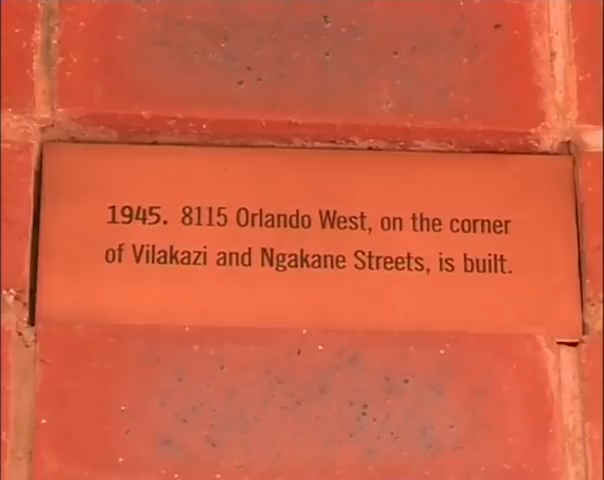 1945. 8115 Orlando West, on the corner
of Vilakazi and Ngakane Streets, is built.